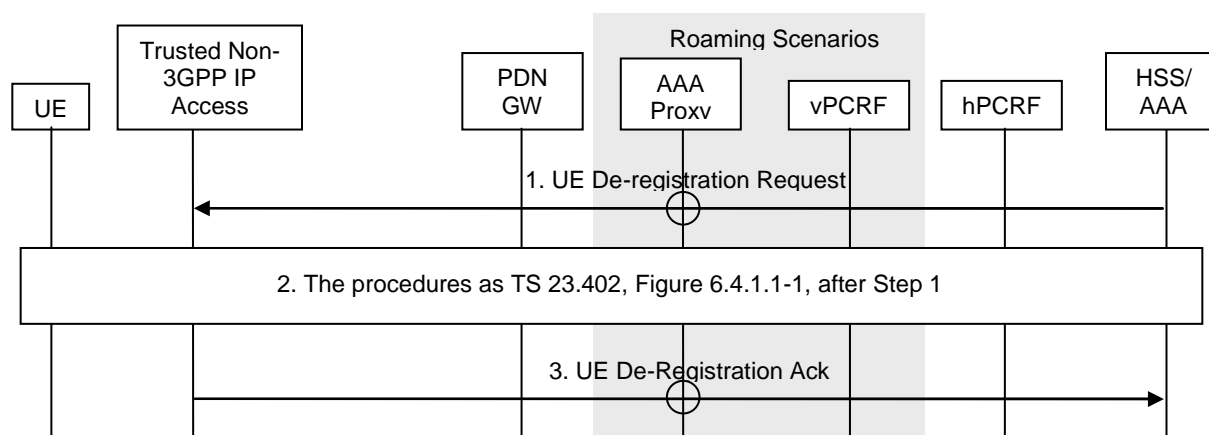 Roaming Scenarios
UE
Trusted Non-
3GPP IP
Access
PDN
GW
AAA
Proxy
vPCRF
hPCRF
HSS/
AAA
1. UE De-registration Request
2. The procedures as TS 23.402, Figure 6.4.1.1-1, after Step 1
3. UE De-Registration Ack